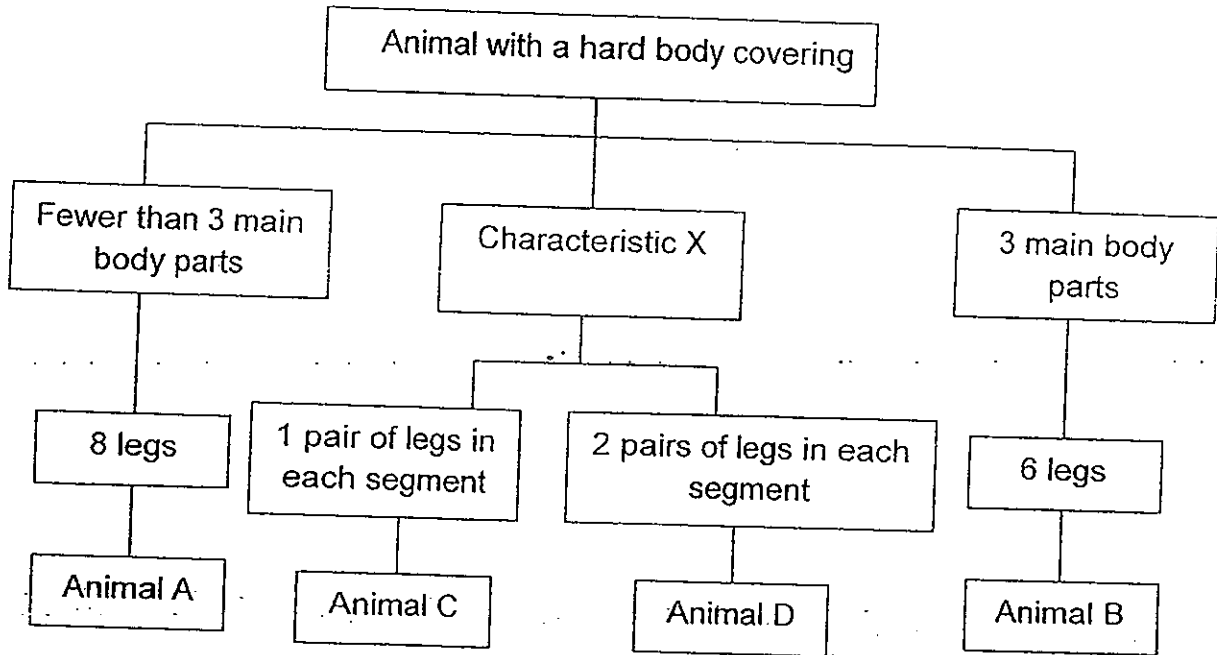 Animal with a hard body covering
Fewer than 3 main
body parts
Characteristic X
3 main body
parts
8 legs
1 pair of legs in
each segment
2 pairs of legs in each
segment
6 legs
Animal A
Animal C
Animal D
Animal B